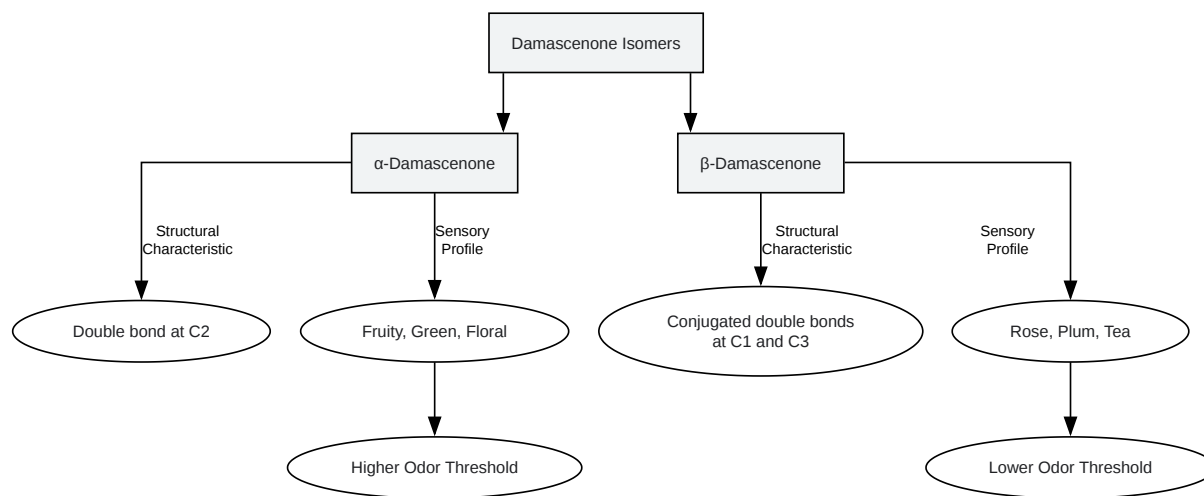 Damascenone Isomers
α-Damascenone
β-Damascenone
Structural
Characteristic
Sensory
Profile
Structural
Characteristic
Sensory
Profile
Double bond at C2
Fruity, Green, Floral
Conjugated double bonds
at C1 and C3
Rose, Plum, Tea
Higher Odor Threshold
Lower Odor Threshold